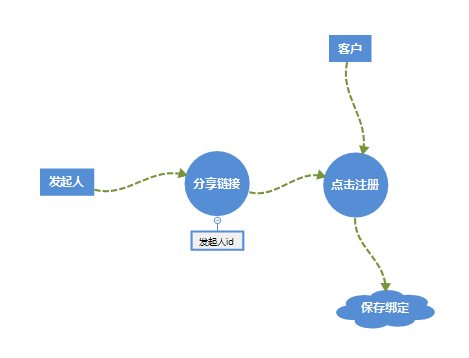 客户
发起人
分享链接
点击注册
发起人id
保存绑定